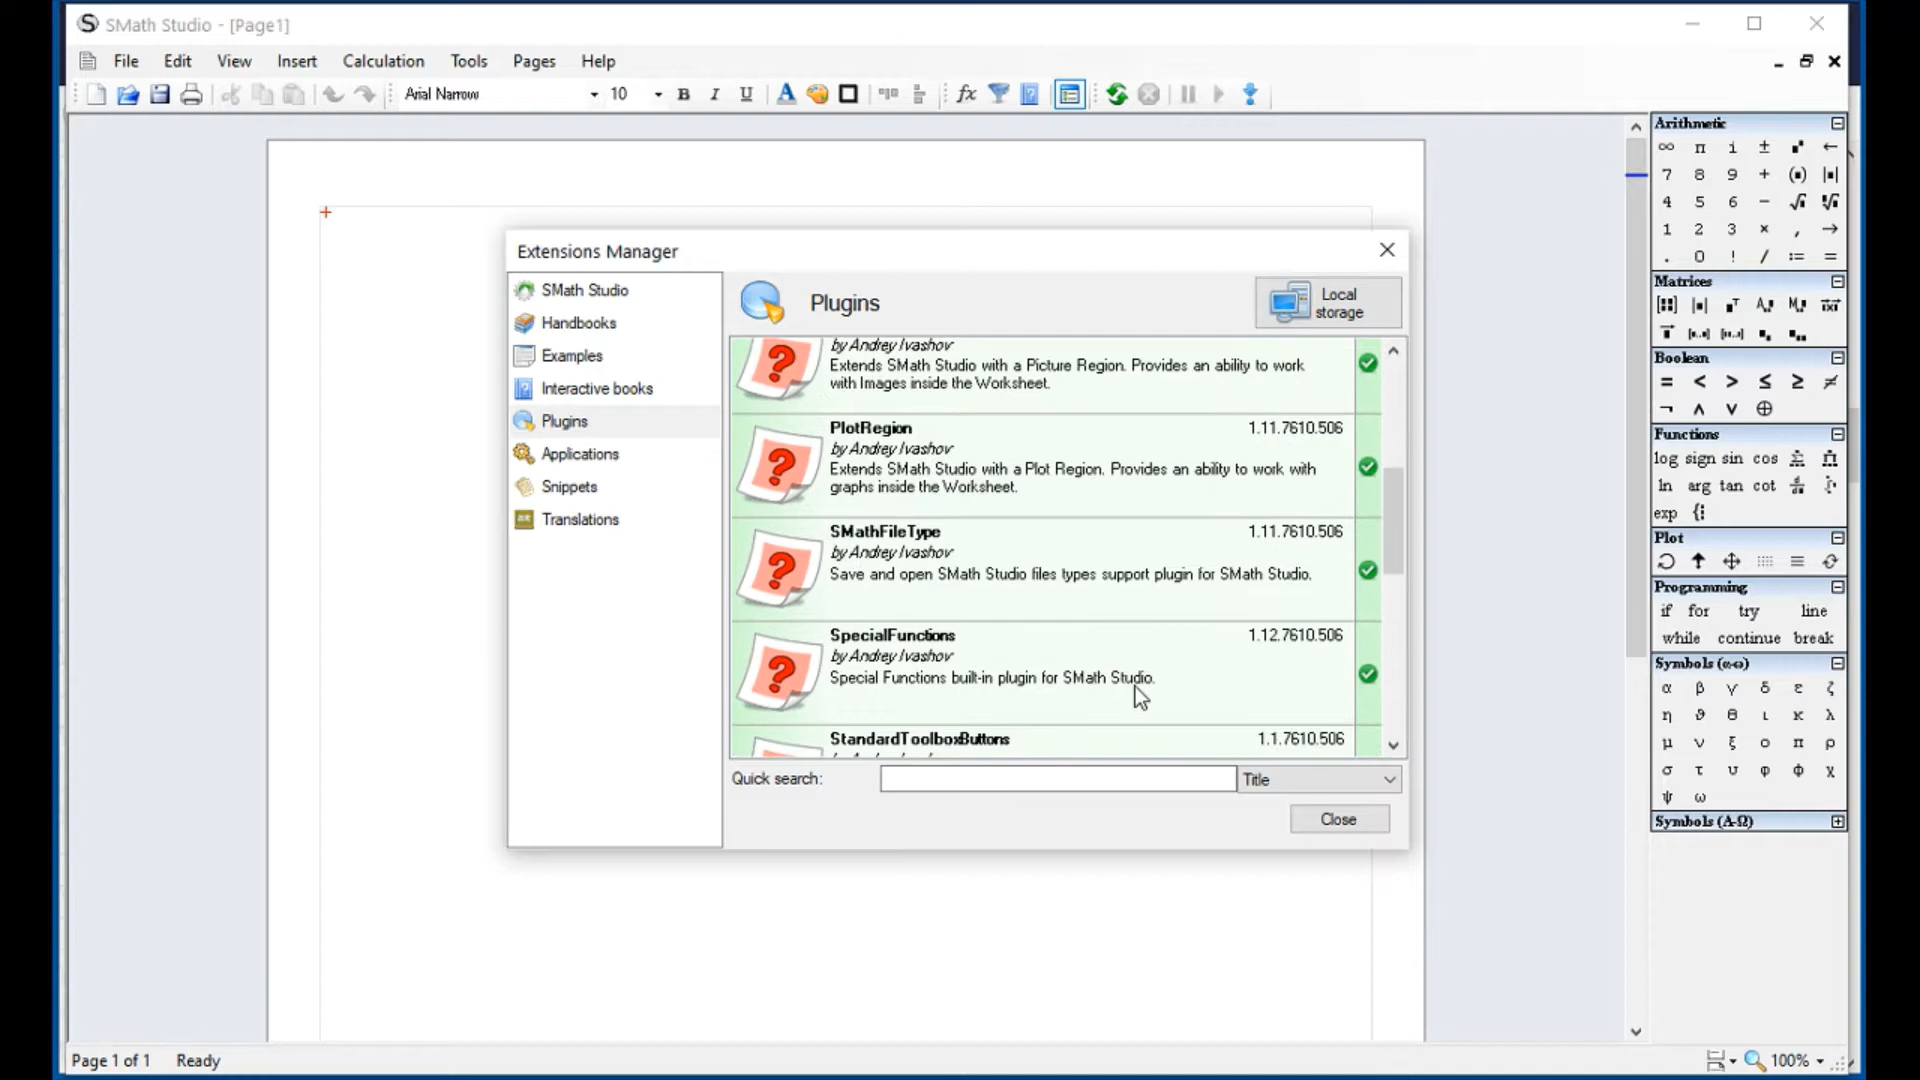 SMath Studio - [Page1]
File Edit View Insert Calculation Tools Pages Help
Arial Narrow 10 B I U fx
Extensions Manager
SMath Studio
Handbooks
Examples
Interactive books
Plugins
Applications
Snippets
Translations
Plugins
Local
storage
by Andrey Ivashov
Extends SMath Studio with a Picture Region. Provides an ability to work
with Images inside the Worksheet.
PlotRegion 1.11.7610.506
by Andrey Ivashov
Extends SMath Studio with a Plot Region. Provides an ability to work with
graphs inside the Worksheet.
SMathFileType 1.11.7610.506
by Andrey Ivashov
Save and open SMath Studio files types support plugin for SMath Studio.
SpecialFunctions 1.12.7610.506
by Andrey Ivashov
Special Functions built-in plugin for SMath Studio.
StandardToolboxButtons 1.1.7610.506
Quick search: Title
Close
Arithmetic
∞ π i ±  ←
7 8 9 +
4 5 6 −
1 2 3 × , →
. 0 ! / := =
Matrices
Boolean
= < > ≤ ≥ ≠
¬ ∧ ∨ ⊕
Functions
log sign sin cos
ln arg tan cot
exp
Plot
Programming
if for try line
while continue break
Symbols (α-ω)
α β γ δ ε ζ
η ϑ θ ι κ λ
μ ν ξ ο π ρ
σ τ υ φ ϕ χ
ψ ω
Symbols (Α-Ω)
Page 1 of 1 Ready 100%